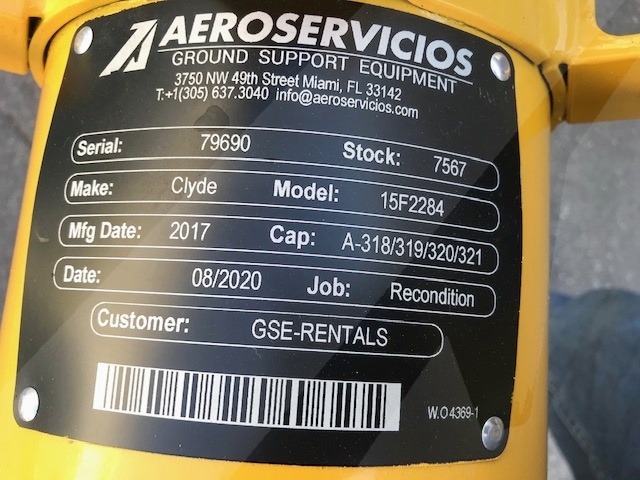 AEROSERVICIOS
GROUND SUPPORT EQUIPMENT
3750 NW 49th Street Miami, FL 33142
T:+1(305) 637.3040 info@aeroservicios.com
Serial: 79690 Stock: 7567
Make: Clyde Model: 15F2284
Mfg Date: 2017 Cap: A-318/319/320/321
Date: 08/2020 Job: Recondition
Customer: GSE-RENTALS
W.O4369-1